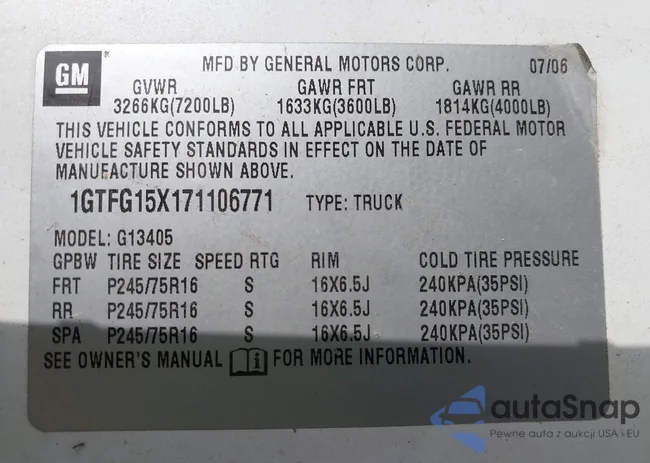 GM
MFD BY GENERAL MOTORS CORP. 07/06
GVWR GAWR FRT GAWR RR
3266KG(7200LB) 1633KG(3600LB) 1814KG(4000LB)
THIS VEHICLE CONFORMS TO ALL APPLICABLE U.S. FEDERAL MOTOR
VEHICLE SAFETY STANDARDS IN EFFECT ON THE DATE OF
MANUFACTURE SHOWN ABOVE.
1GTFG15X171106771 TYPE: TRUCK
MODEL: G13405
GPBW TIRE SIZE SPEED RTG RIM COLD TIRE PRESSURE
FRT P245/75R16 S 16X6.5J 240KPA(35PSI)
RR P245/75R16 S 16X6.5J 240KPA(35PSI)
SPA P245/75R16 S 16X6.5J 240KPA(35PSI)
SEE OWNER'S MANUAL FOR MORE INFORMATION.
autaSnap
Pewne auta z aukcji USA i EU